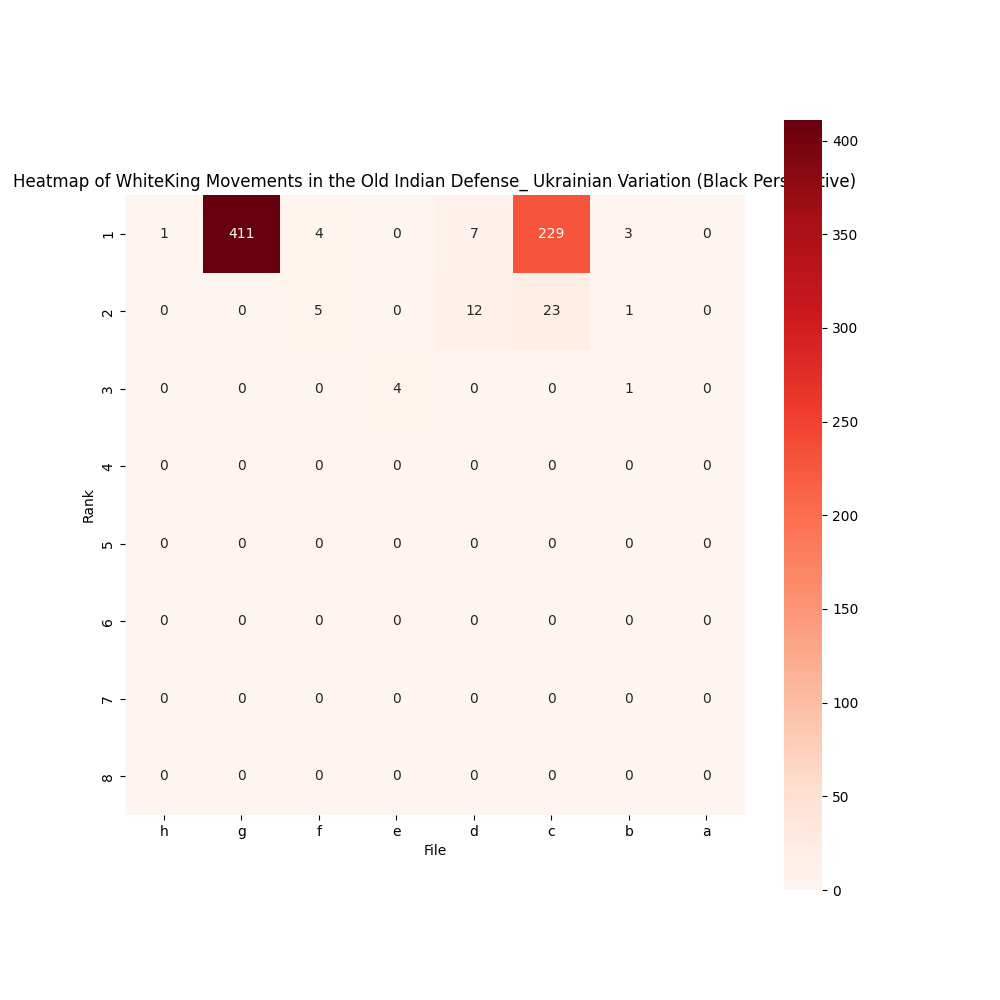 Heatmap of WhiteKing Movements in the Old Indian Defense_ Ukrainian Variation (Black Pers tive)
1 1 411 4 0 7 229 3 0
2 0 0 5 0 12 23 1 0
3 0 0 0 4 0 0 1 0
4 0 0 0 0 0 0 0 0
5 0 0 0 0 0 0 0 0
6 0 0 0 0 0 0 0 0
7 0 0 0 0 0 0 0 0
8 0 0 0 0 0 0 0 0
Rank
h g f e d c b a
File
400
350
300
250
200
150
100
50
0